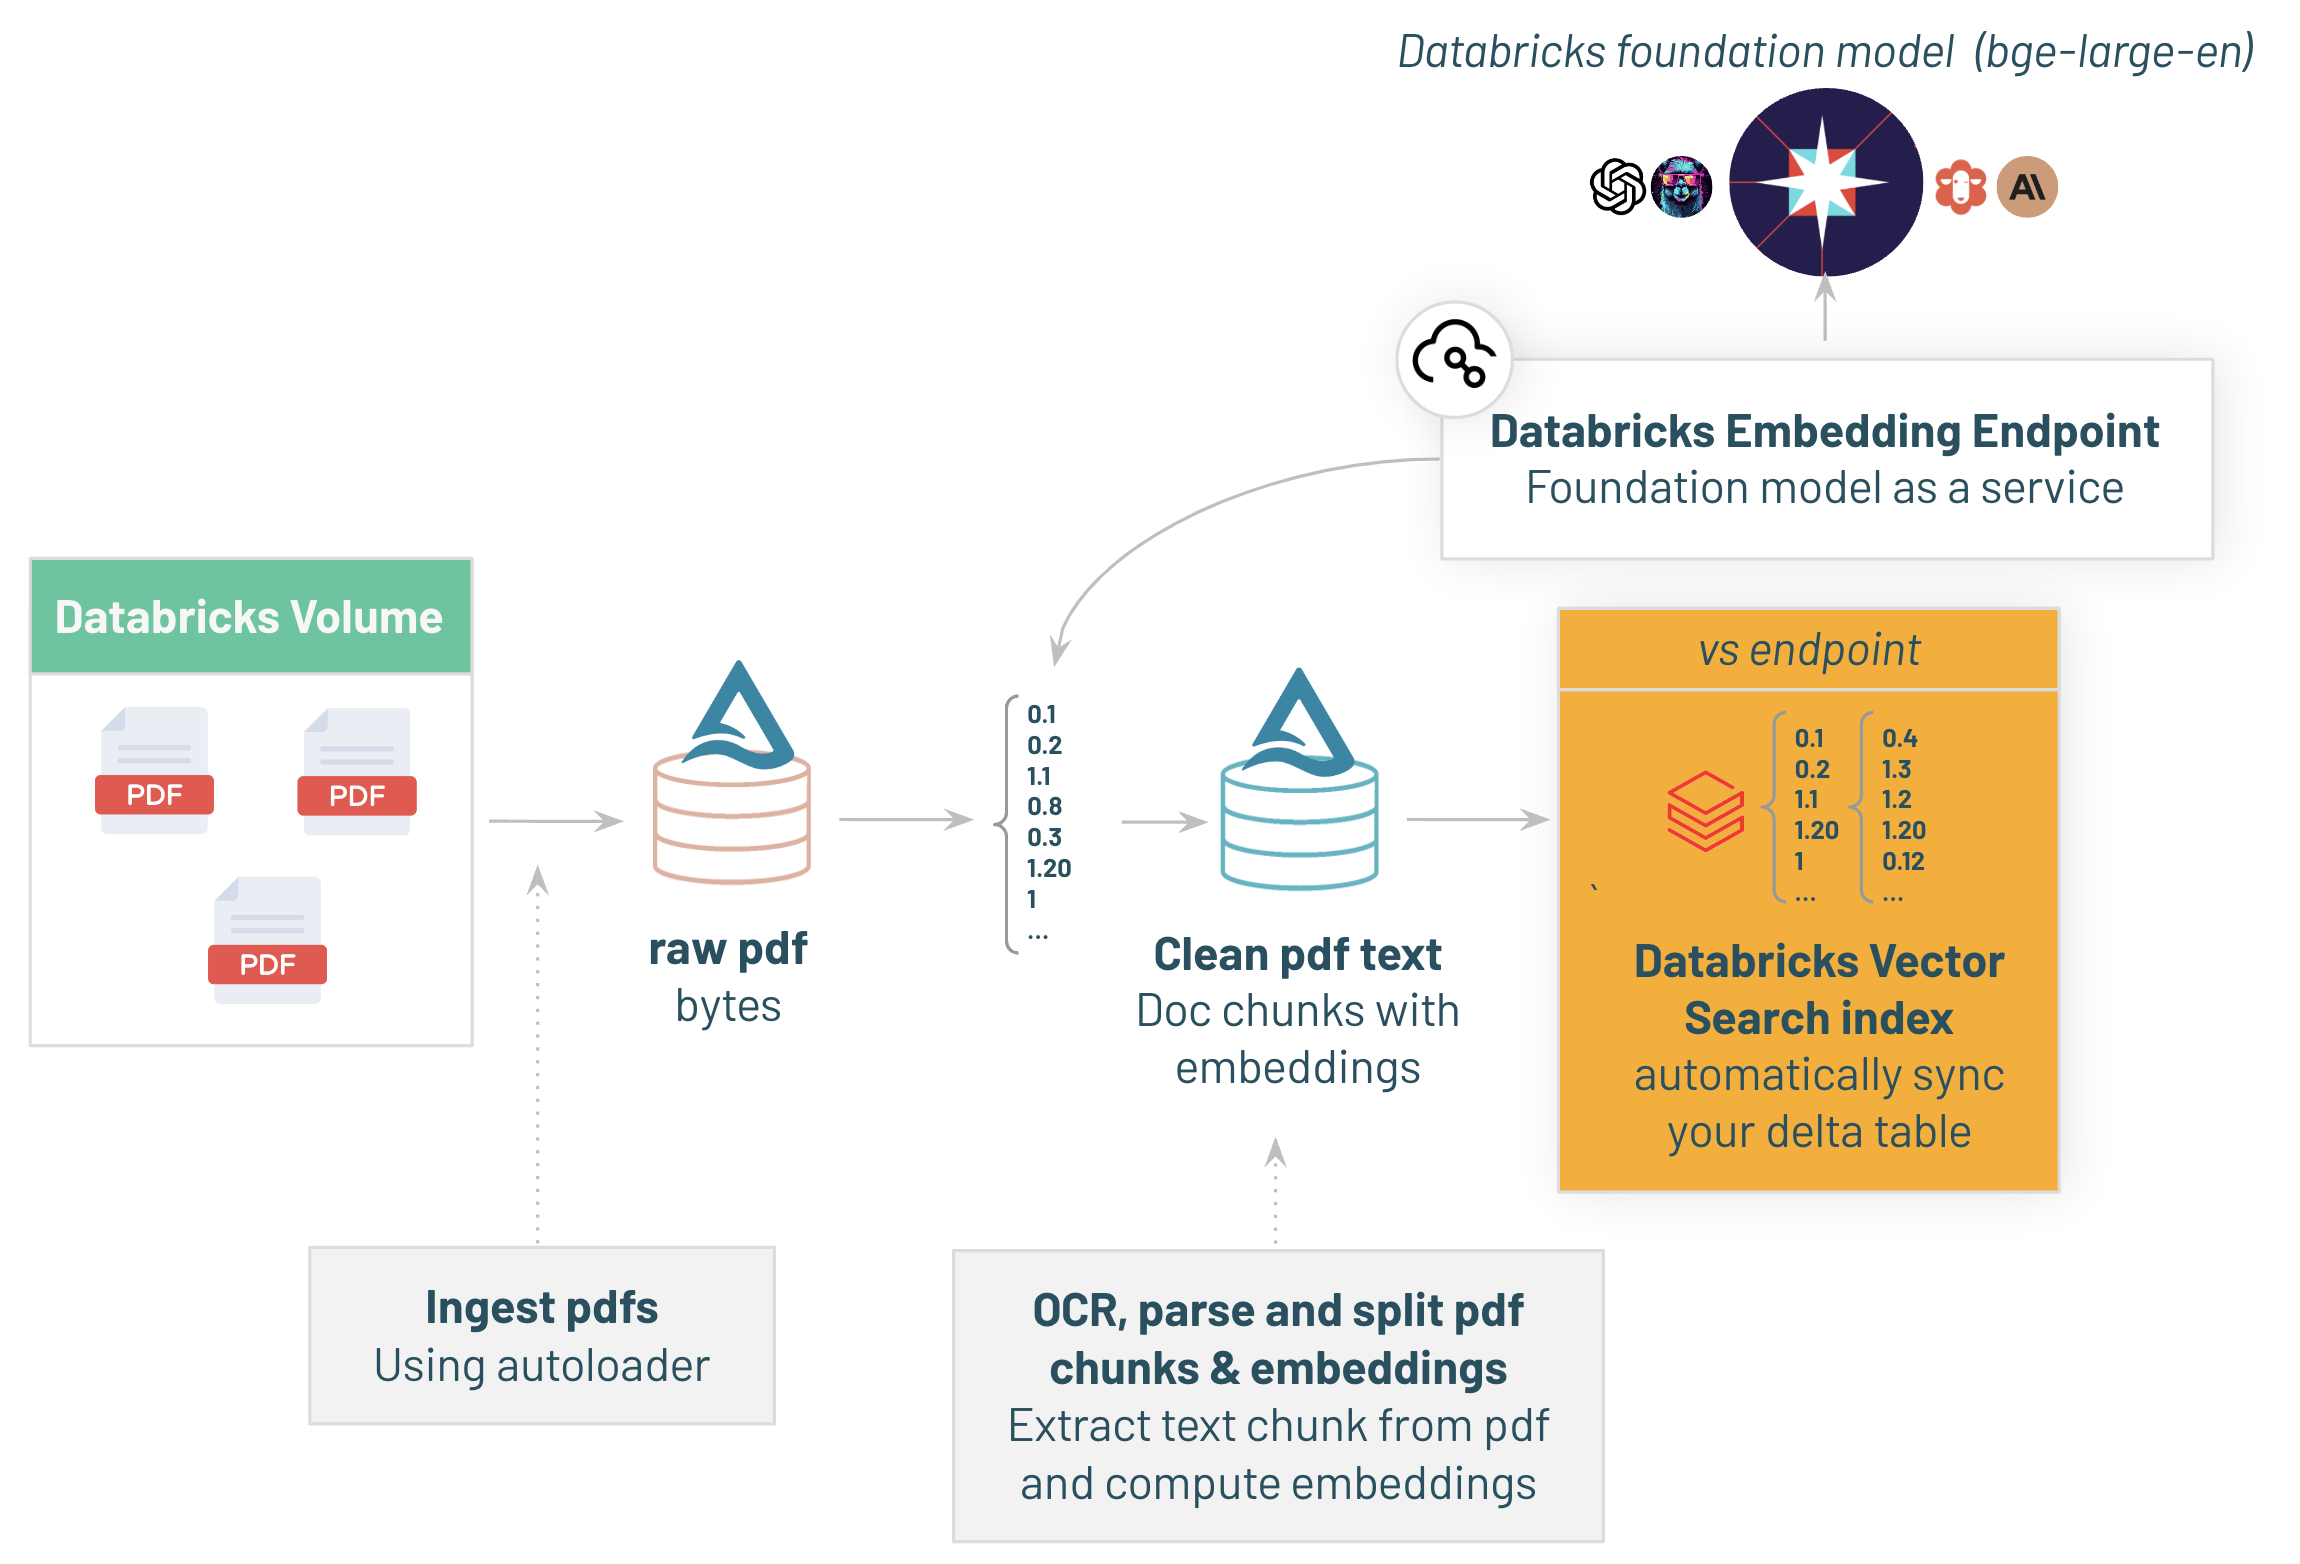 Databricks foundation model (bge-large-en)
AI
Databricks Embedding Endpoint
Foundation model as a service
Databricks Volume
PDF
PDF
PDF
raw pdf
bytes
0.1
0.2
1.1
0.8
0.3
1.20
1
...
Clean pdf text
Doc chunks with
embeddings
vs endpoint
0.1
0.2
1.1
1.20
1
...
0.4
1.3
1.2
1.20
0.12
...
`
Databricks Vector
Search index
automatically sync
your delta table
Ingest pdfs
Using autoloader
OCR, parse and split pdf
chunks & embeddings
Extract text chunk from pdf
and compute embeddings